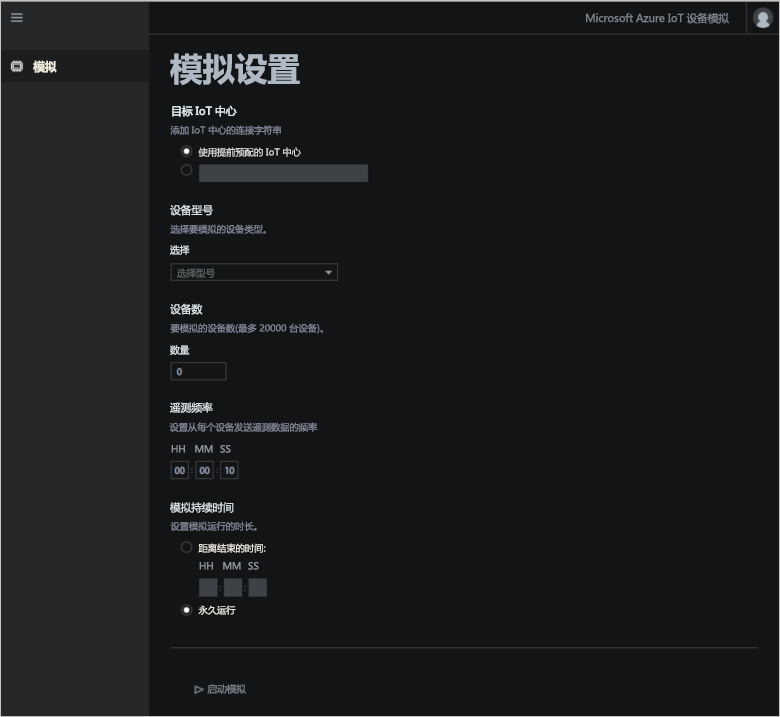 Microsoft Azure IoT 设备模拟
模拟
模拟设置
目标 IoT 中心
添加 IoT 中心的连接字符串
使用提前预配的 IoT 中心
设备型号
选择要模拟的设备类型。
选择
选择型号
设备数
要模拟的设备数(最多 20000 台设备)。
数量
0
遥测频率
设置从每个设备发送遥测数据的频率
HH MM SS
00 : 00 : 10
模拟持续时间
设置模拟运行的时长。
距离结束的时间:
HH MM SS
: :
永久运行
启动模拟